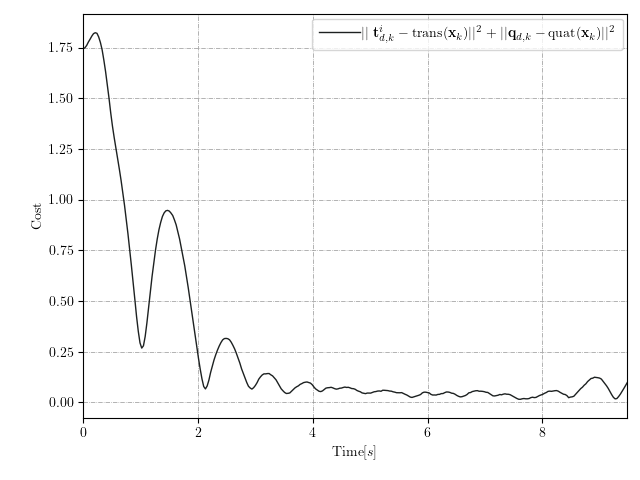 || t^i_{d,k} − trans(x_k)||² + ||q_{d,k} − quat(x_k)||²
1.75
1.50
1.25
1.00
0.75
0.50
0.25
0.00
Cost
0 2 4 6 8
Time[s]